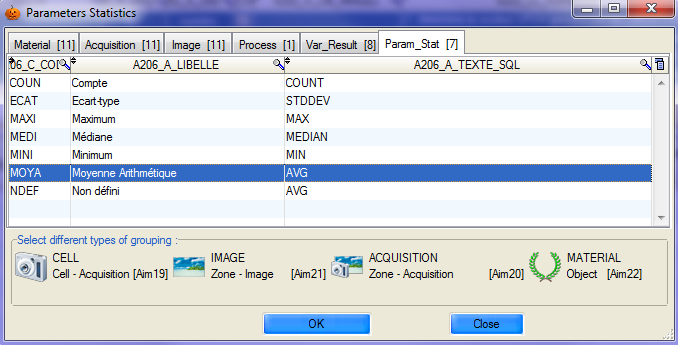 Parameters Statistics
Material [11] Acquisition [11] Image [11] Process [1] Var_Result [8] Param_Stat [7]
A206_A_LIBELLE A206_A_TEXTE_SQL
COUN Compte COUNT
ECAT Ecart-type STDDEV
MAXI Maximum MAX
MEDI Médiane MEDIAN
MINI Minimum MIN
MOYA Moyenne Arithmétique AVG
NDEF Non défini AVG
Select different types of grouping :
CELL IMAGE ACQUISITION MATERIAL
Cell - Acquisition [Aim19] Zone - Image [Aim21] Zone - Acquisition [Aim20] Object [Aim22]
OK Close